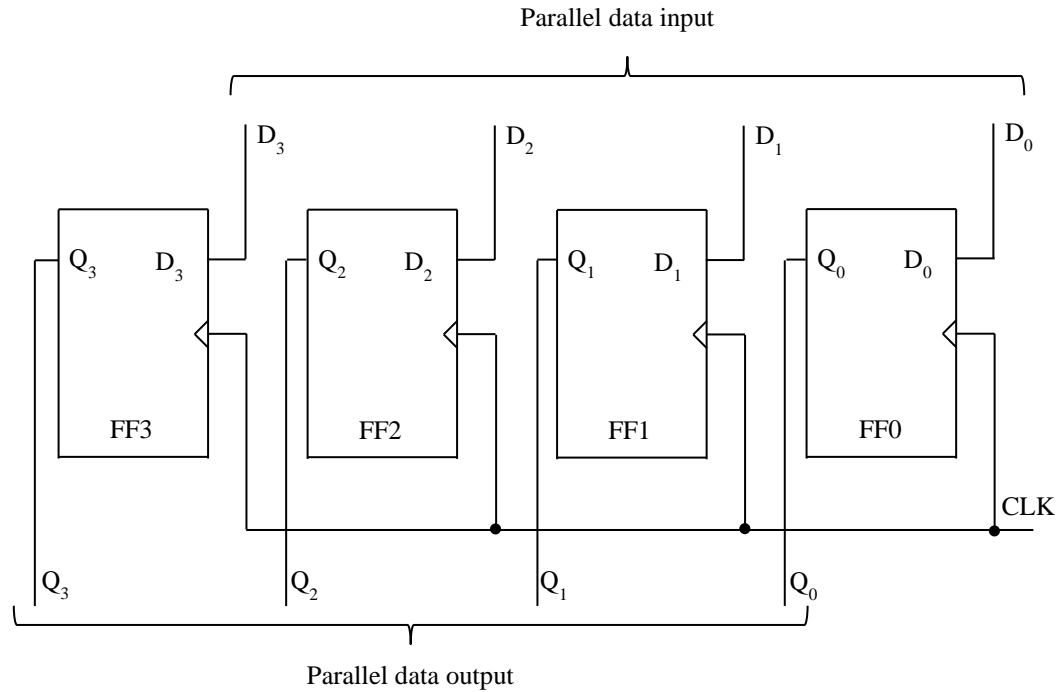 Parallel data input
D₃ D₂ D₁ D₀
Q₃ D₃ Q₂ D₂ Q₁ D₁ Q₀ D₀
FF3 FF2 FF1 FF0
CLK
Q₃ Q₂ Q₁ Q₀
Parallel data output